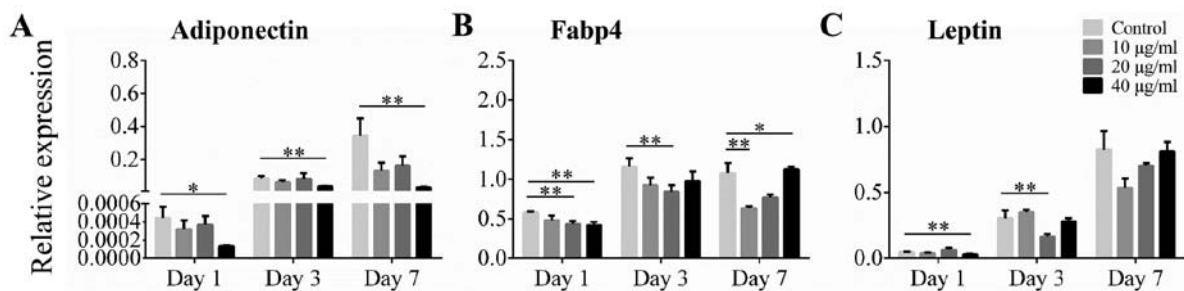 A Adiponectin
B Fabp4
C Leptin
Control
10 µg/ml
20 µg/ml
40 µg/ml
Relative expression
0.8
0.6
0.4
0.2
0.0006
0.0004
0.0002
0.0000
*
**
**
Day 1 Day 3 Day 7
2.5
2.0
1.5
1.0
0.5
0.0
**
**
**
*
**
Day 1 Day 3 Day 7
1.5
1.0
0.5
0.0
**
**
Day 1 Day 3 Day 7